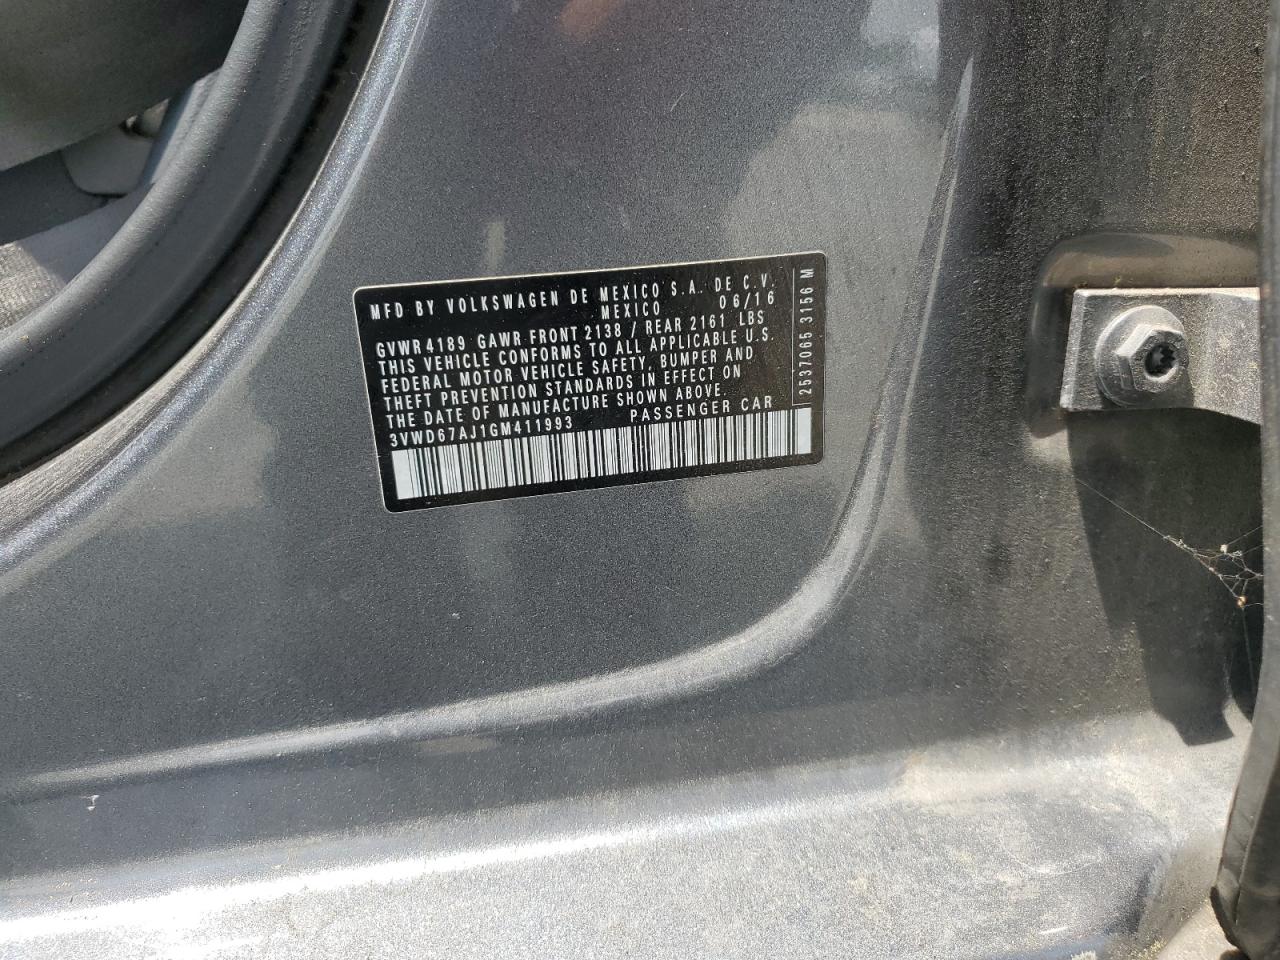 MFD BY VOLKSWAGEN DE MEXICO S.A. DE C.V.
MEXICO 06/16
GVWR 4189 GAWR FRONT 2138 / REAR 2161 LBS
THIS VEHICLE CONFORMS TO ALL APPLICABLE U.S.
FEDERAL MOTOR VEHICLE SAFETY, BUMPER AND
THEFT PREVENTION STANDARDS IN EFFECT ON
THE DATE OF MANUFACTURE SHOWN ABOVE.
3VWD67AJ1GM411993 PASSENGER CAR
2537065 3156 M